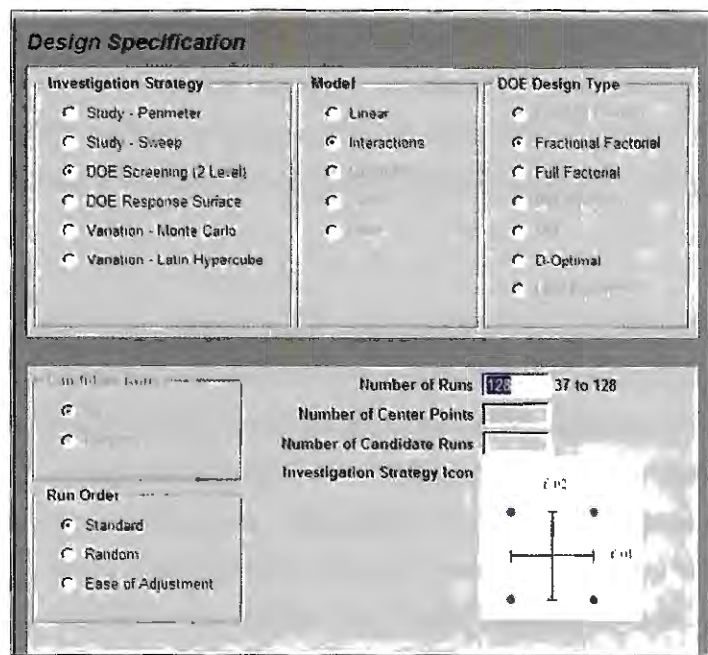 Design Specification
Investigation Strategy
Study - Perimeter
Study - Sweep
DOE Screening (2 Level)
DOE Response Surface
Variation - Monte Carlo
Variation - Latin Hypercube
Model
Linear
Interactions
DOE Design Type
Fractional Factorial
Full Factorial
D-Optimal
Number of Runs 128 37 to 128
Number of Center Points
Number of Candidate Runs
Investigation Strategy Icon
Run Order
Standard
Random
Ease of Adjustment